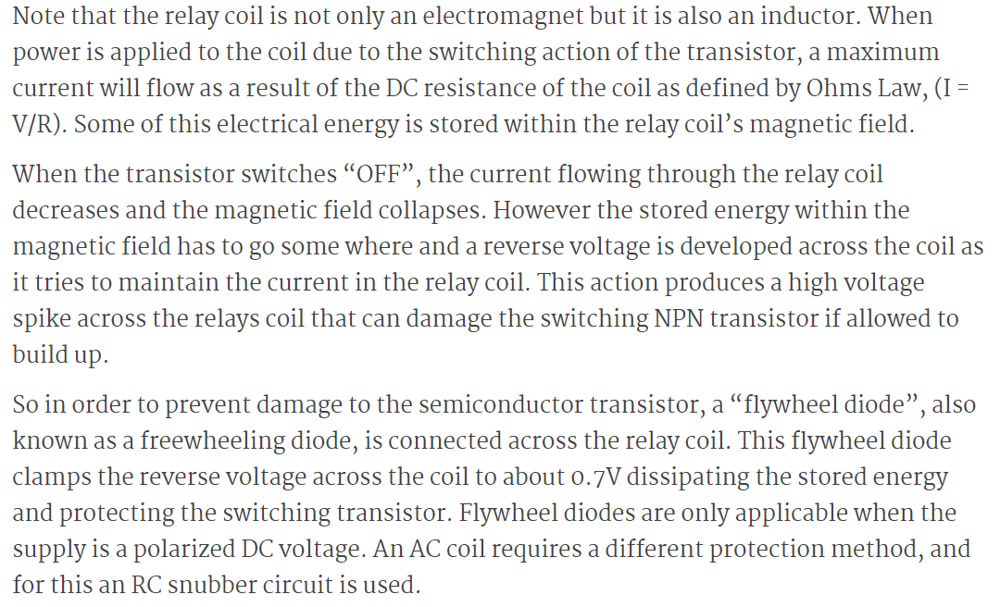 Note that the relay coil is not only an electromagnet but it is also an inductor. When
power is applied to the coil due to the switching action of the transistor, a maximum
current will flow as a result of the DC resistance of the coil as defined by Ohms Law, (I =
V/R). Some of this electrical energy is stored within the relay coil’s magnetic field.
When the transistor switches “OFF”, the current flowing through the relay coil
decreases and the magnetic field collapses. However the stored energy within the
magnetic field has to go some where and a reverse voltage is developed across the coil as
it tries to maintain the current in the relay coil. This action produces a high voltage
spike across the relays coil that can damage the switching NPN transistor if allowed to
build up.
So in order to prevent damage to the semiconductor transistor, a “flywheel diode”, also
known as a freewheeling diode, is connected across the relay coil. This flywheel diode
clamps the reverse voltage across the coil to about 0.7V dissipating the stored energy
and protecting the switching transistor. Flywheel diodes are only applicable when the
supply is a polarized DC voltage. An AC coil requires a different protection method, and
for this an RC snubber circuit is used.